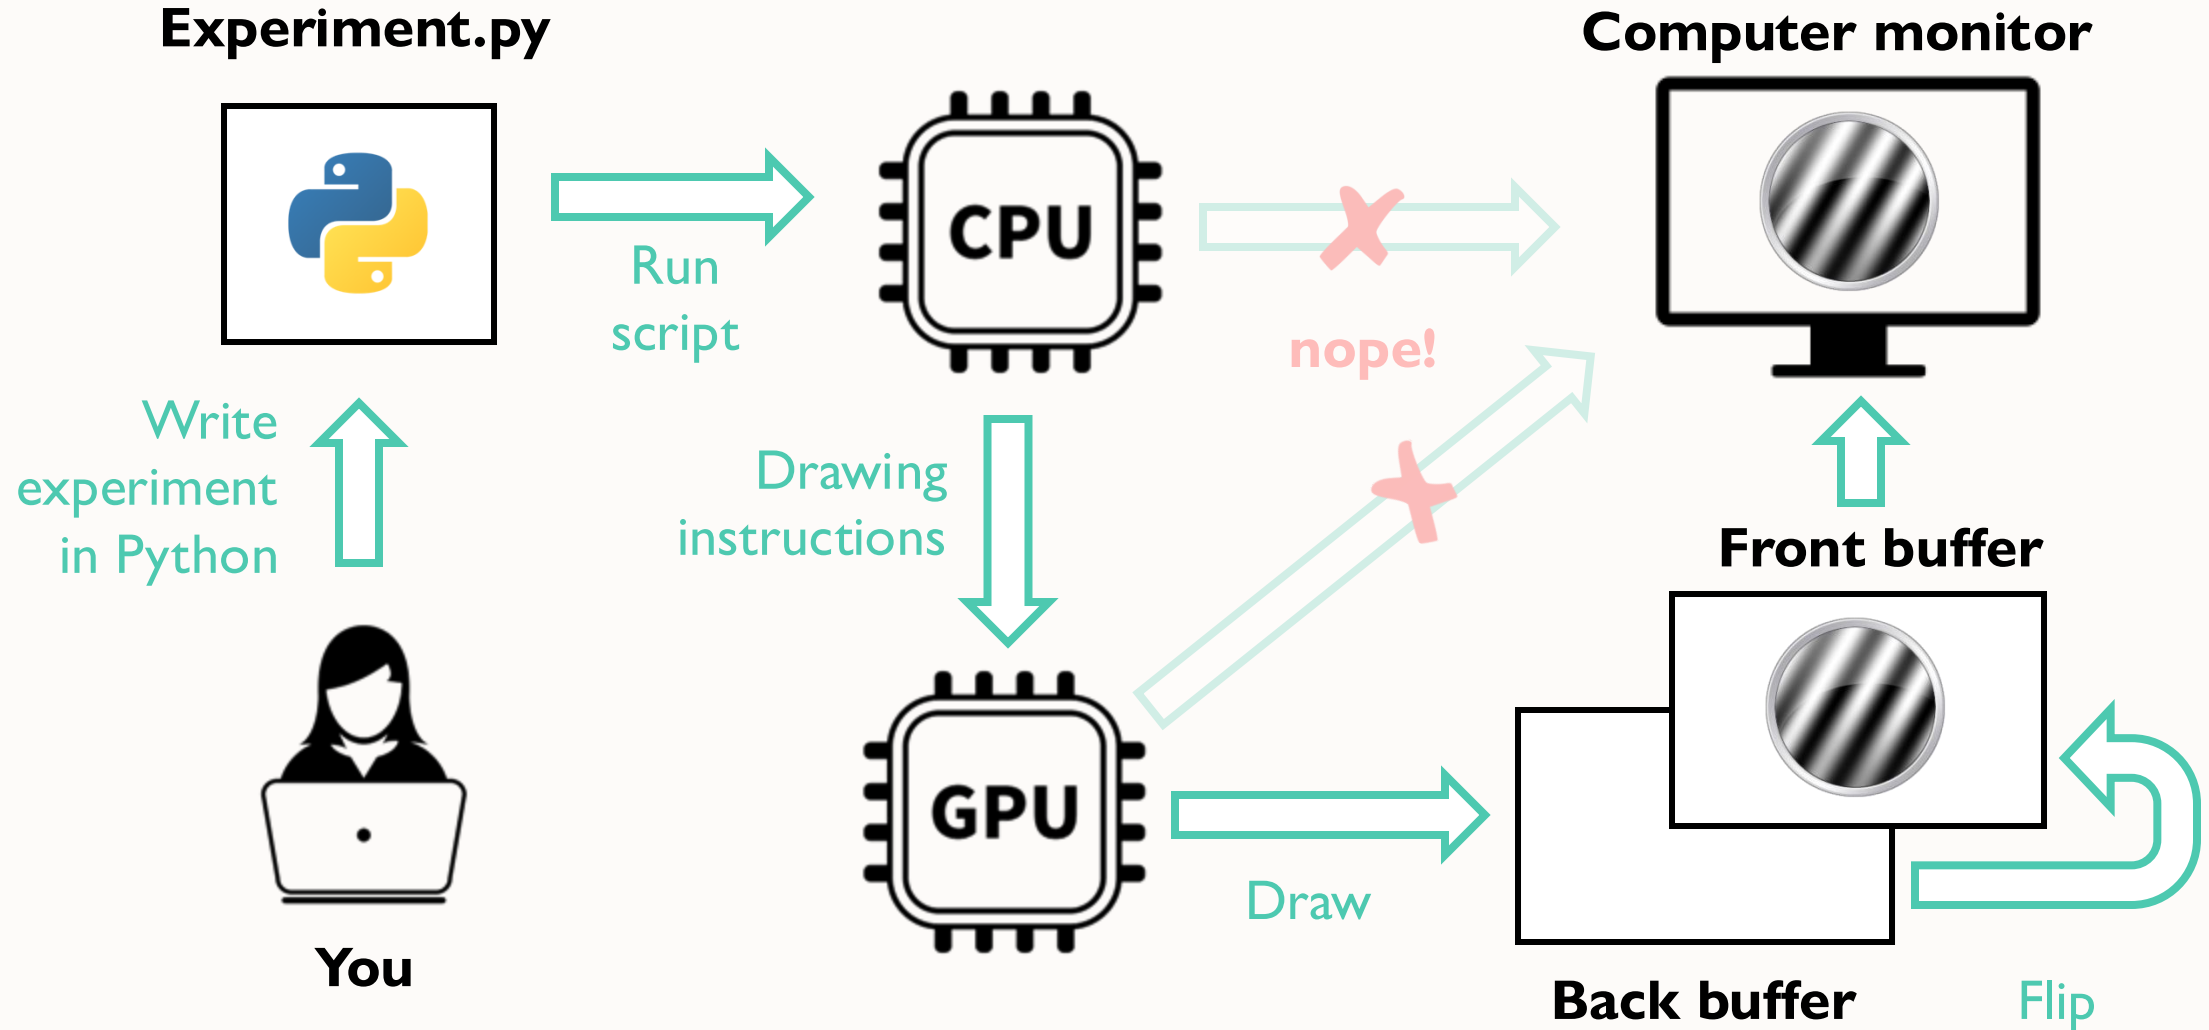 Experiment.py
Computer monitor
CPU
Run
script
nope!
Write
experiment
in Python
Drawing
instructions
Front buffer
GPU
Draw
You
Back buffer
Flip